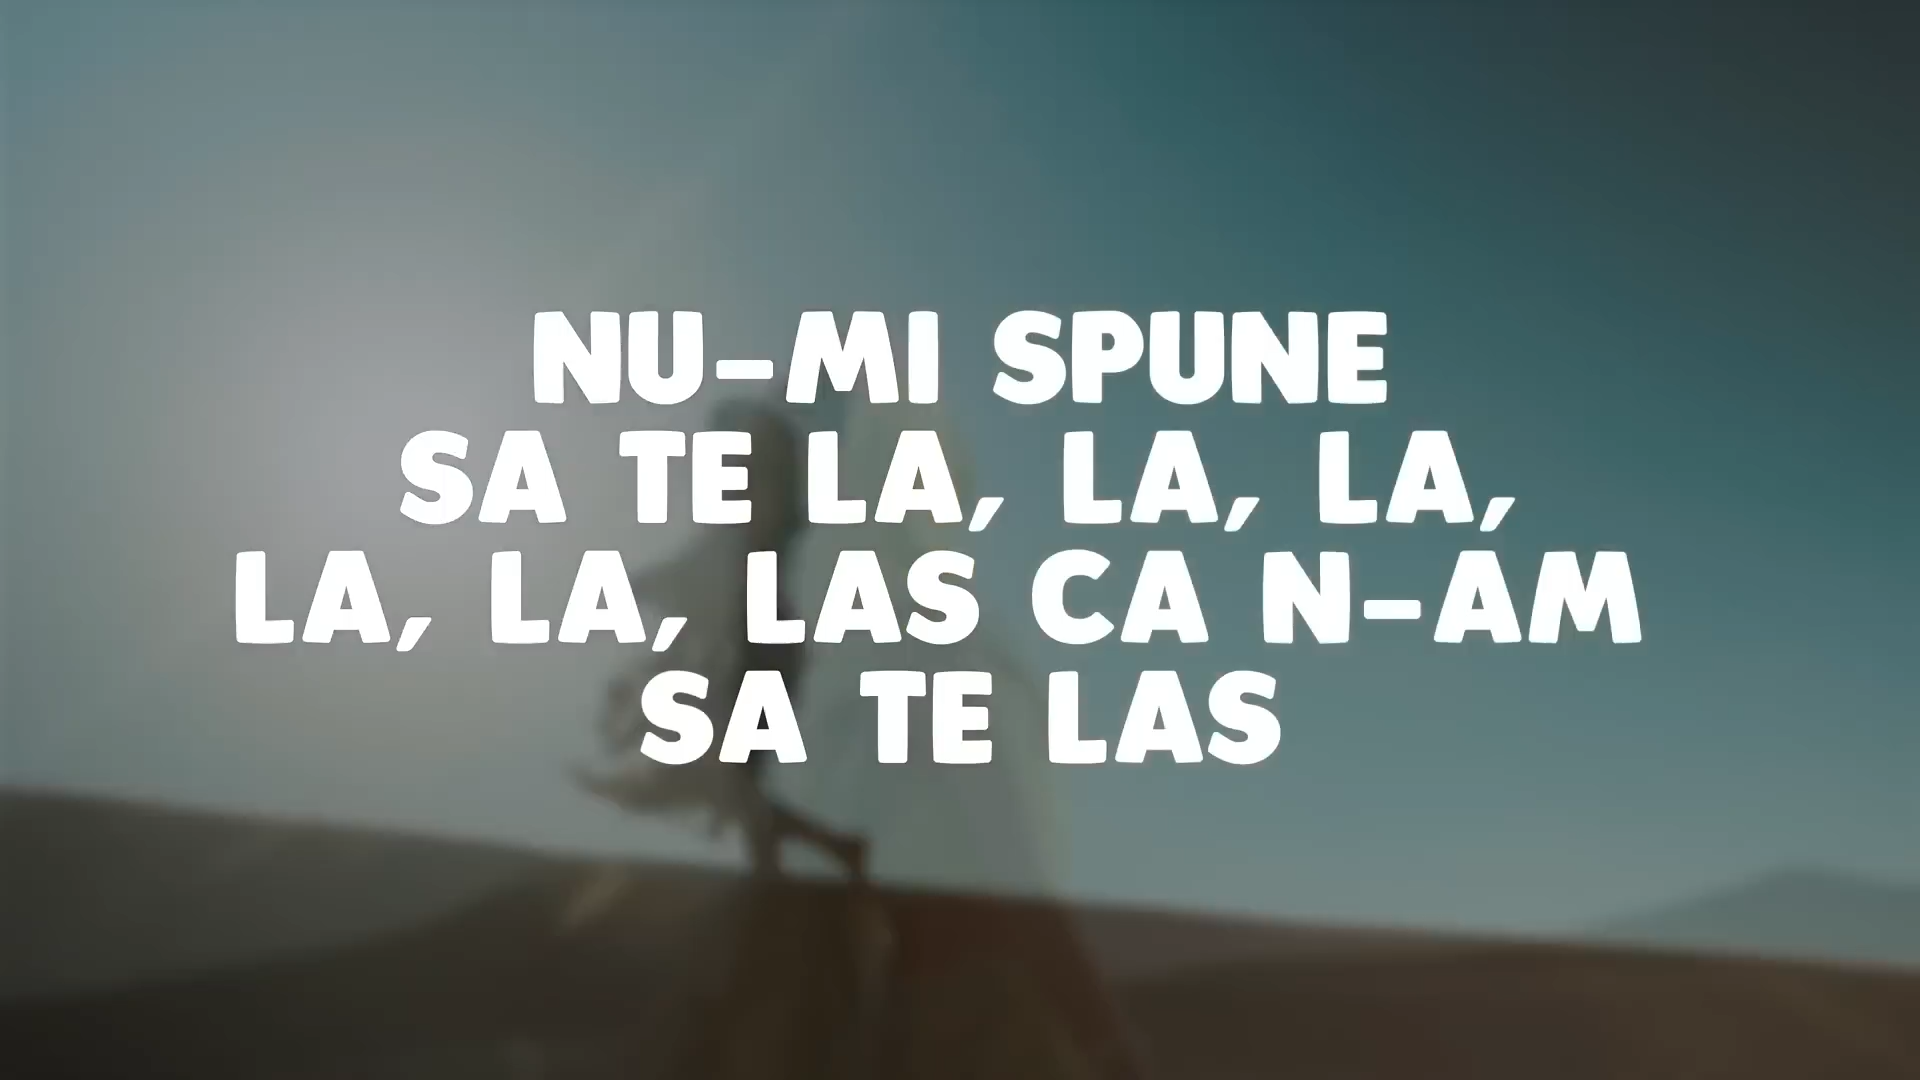 NU-MI SPUNE
SA TE LA, LA, LA,
LA, LA, LAS CA N-AM
SA TE LAS